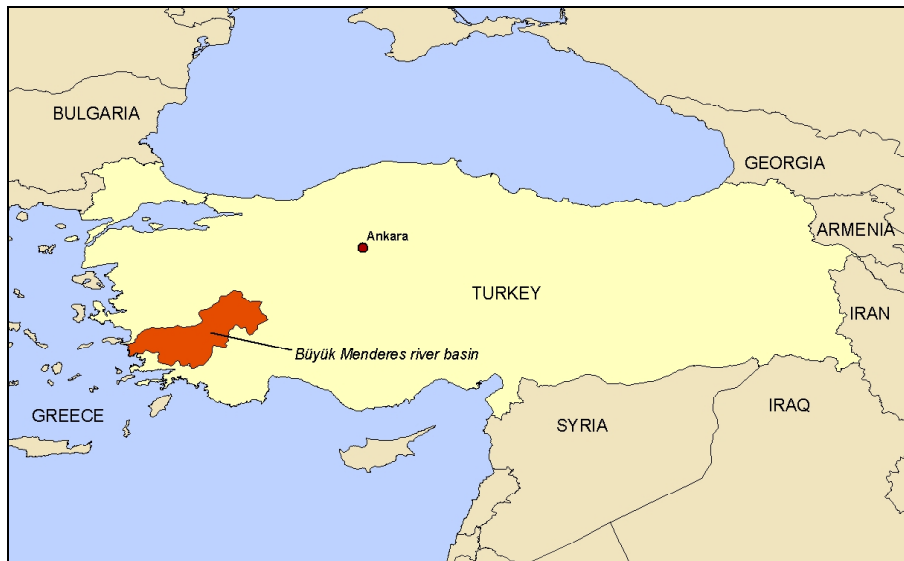 BULGARIA
GEORGIA
ARMENIA
Ankara
TURKEY
IRAN
Büyük Menderes river basin
GREECE
SYRIA
IRAQ